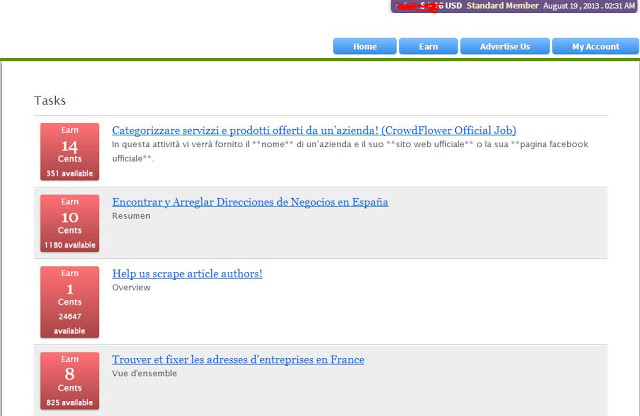 USD Standard Member August 19 , 2013 . 02:31 AM
Home Earn Advertise Us My Account
Tasks
Earn
14
Cents
351 available
Categorizzare servizzi e prodotti offerti da un'azienda! (CrowdFlower Official Job)
In questa attività vi verrà fornito il **nome** di un'azienda e il suo **sito web ufficiale** o la sua **pagina facebook
ufficiale**.
Earn
10
Cents
1180 available
Encontrar y Arreglar Direcciones de Negocios en España
Resumen
Earn
1
Cents
24647
available
Help us scrape article authors!
Overview
Earn
8
Cents
825 available
Trouver et fixer les adresses d'entreprises en France
Vue d'ensemble